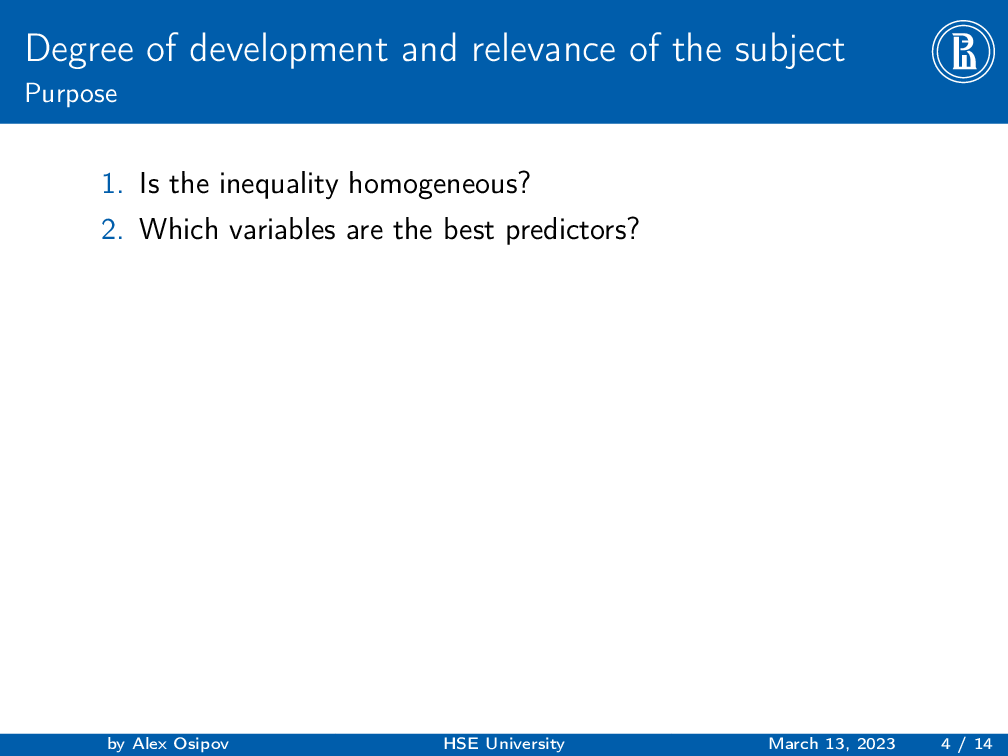 Degree of development and relevance of the subject
Purpose
1. Is the inequality homogeneous?
2. Which variables are the best predictors?
by Alex Osipov HSE University March 13, 2023 4 / 14